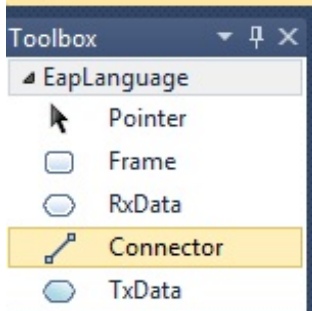 Toolbox
EapLanguage
Pointer
Frame
RxData
Connector
TxData